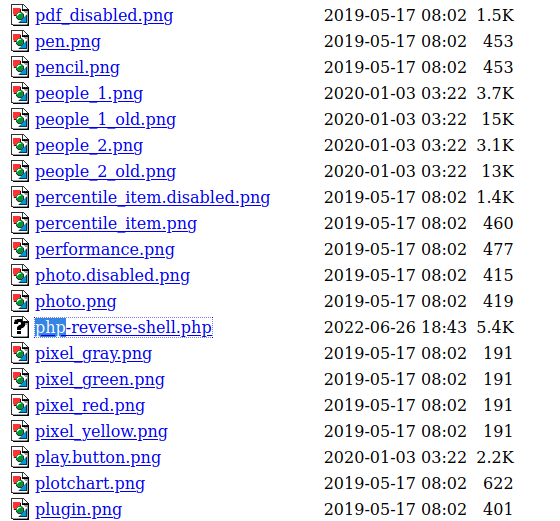 pdf_disabled.png 2019-05-17 08:02 1.5K
pen.png 2019-05-17 08:02 453
pencil.png 2019-05-17 08:02 453
people_1.png 2020-01-03 03:22 3.7K
people_1_old.png 2020-01-03 03:22 15K
people_2.png 2020-01-03 03:22 3.1K
people_2_old.png 2020-01-03 03:22 13K
percentile_item.disabled.png 2019-05-17 08:02 1.4K
percentile_item.png 2019-05-17 08:02 460
performance.png 2019-05-17 08:02 477
photo.disabled.png 2019-05-17 08:02 415
photo.png 2019-05-17 08:02 419
php-reverse-shell.php 2022-06-26 18:43 5.4K
pixel_gray.png 2019-05-17 08:02 191
pixel_green.png 2019-05-17 08:02 191
pixel_red.png 2019-05-17 08:02 191
pixel_yellow.png 2019-05-17 08:02 191
play.button.png 2020-01-03 03:22 2.2K
plotchart.png 2019-05-17 08:02 622
plugin.png 2019-05-17 08:02 401